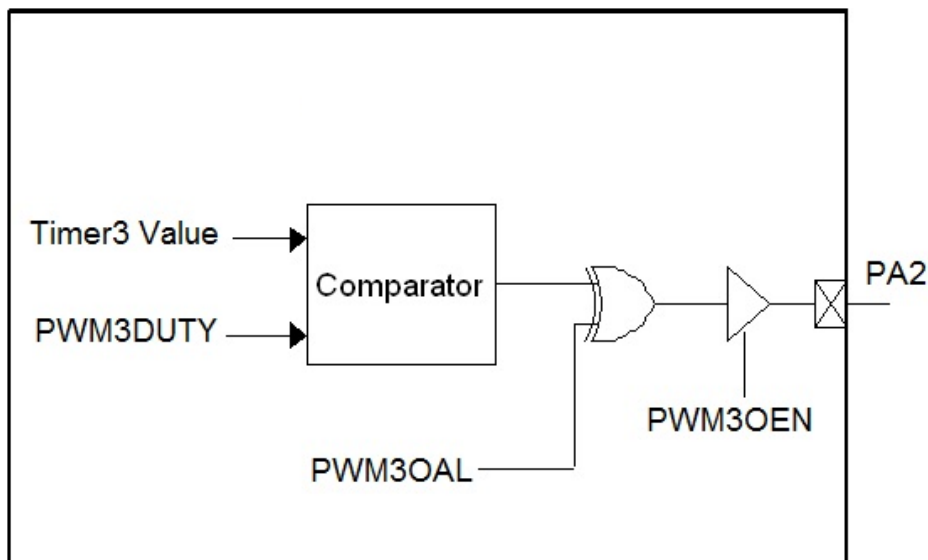 Timer3 Value
PWM3DUTY
Comparator
PWM3OAL
PWM3OEN
PA2